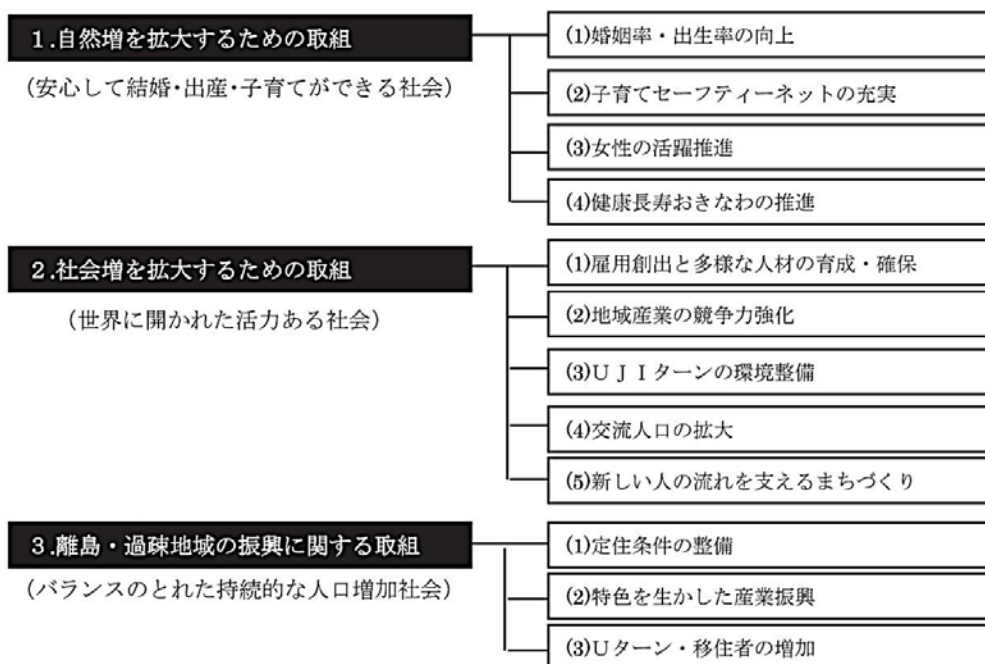 1.自然増を拡大するための取組
(安心して結婚・出産・子育てができる社会)
(1)婚姻率・出生率の向上
(2)子育てセーフティーネットの充実
(3)女性の活躍推進
(4)健康長寿おきなわの推進
2.社会増を拡大するための取組
(世界に開かれた活力ある社会)
(1)雇用創出と多様な人材の育成・確保
(2)地域産業の競争力強化
(3)UJIターンの環境整備
(4)交流人口の拡大
(5)新しい人の流れを支えるまちづくり
3.離島・過疎地域の振興に関する取組
(バランスのとれた持続的な人口増加社会)
(1)定住条件の整備
(2)特色を生かした産業振興
(3)Uターン・移住者の増加